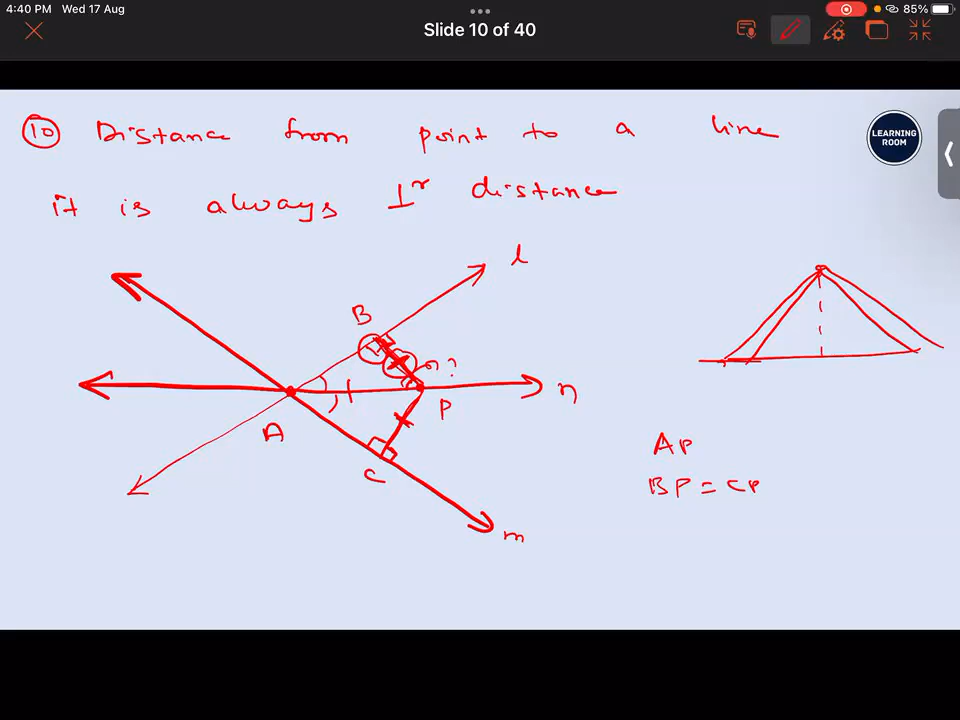 4:40 PM Wed 17 Aug
85%
Slide 10 of 40
10 Distance from point to a line
LEARNING ROOM
it is always ⊥r distance
l
B
?
n
A
P
C
m
AP
BP = CP